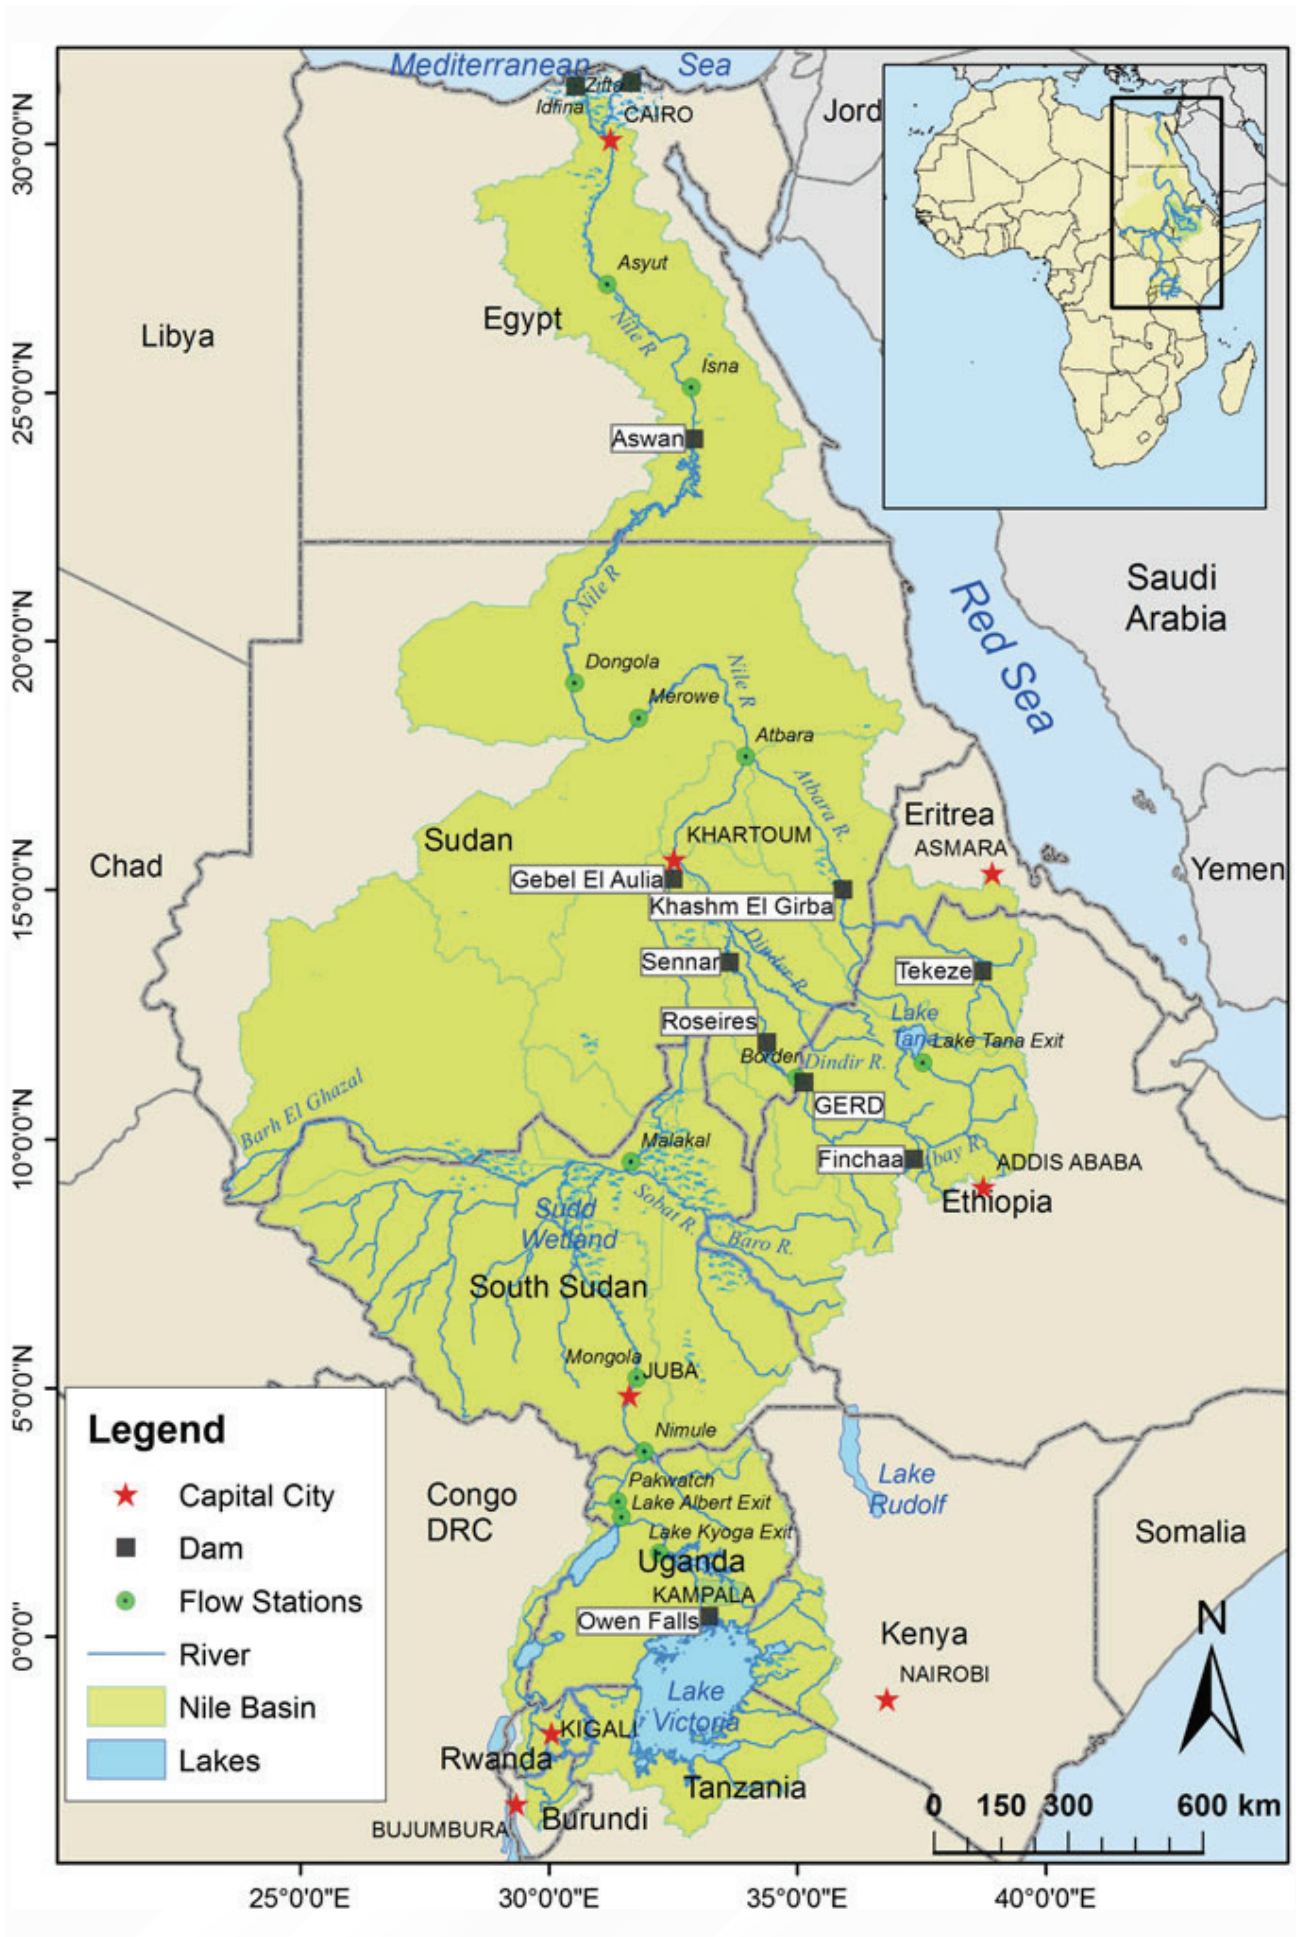 Mediterranean Sea
Zifta
Idfina
CAIRO
Jord
30°0'0"N
Asyut
Libya
Egypt
Nile R
Isna
25°0'0"N
Aswan
Saudi
Arabia
Red Sea
Nile R
20°0'0"N
Dongola
Nile R
Merowe
Atbara
Atbara R.
Eritrea
ASMARA
Sudan
KHARTOUM
Chad
Yemen
15°0'0"N
Gebel El Aulia
Khashm El Girba
Dinder R.
Sennar
Tekeze
Roseires
Lake
Tana
Lake Tana Exit
Border
Dindir R.
GERD
Barh El Ghazal
10°0'0"N
Malakal
Finchaa
bay R.
ADDIS ABABA
Ethiopia
Sudd
Wetland
Sobat R.
Baro R.
South Sudan
Mongola
JUBA
5°0'0"N
Nimule
Pakwatch
Lake Albert Exit
Lake Kyoga Exit
Lake
Rudolf
Congo
DRC
Uganda
KAMPALA
Owen Falls
Somalia
Kenya
NAIROBI
N
0°0'0"
Lake
Victoria
KIGALI
Rwanda
Tanzania
BUJUMBURA
Burundi
Legend
Capital City
Dam
Flow Stations
River
Nile Basin
Lakes
0 150 300 600 km
25°0'0"E 30°0'0"E 35°0'0"E 40°0'0"E